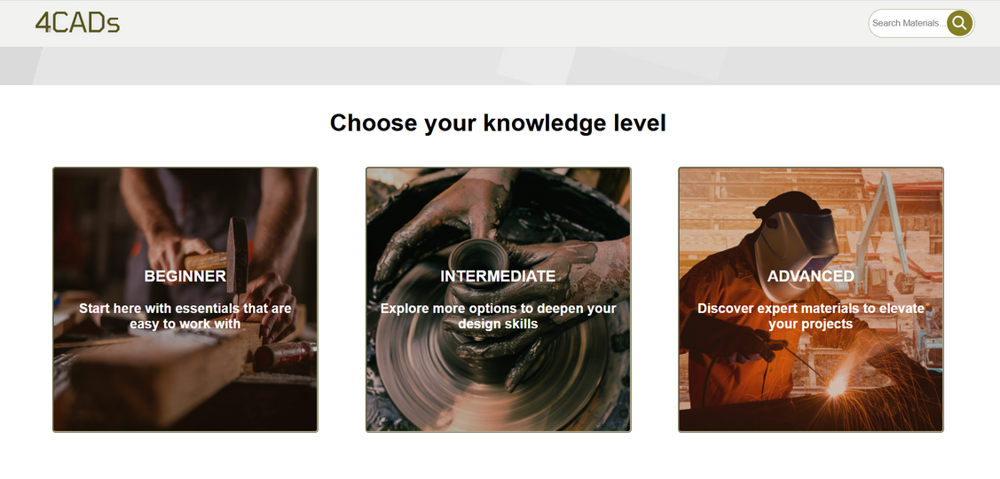 4CADs
Search Materials...
Choose your knowledge level
BEGINNER
Start here with essentials that are
easy to work with
INTERMEDIATE
Explore more options to deepen your
design skills
ADVANCED
Discover expert materials to elevate
your projects